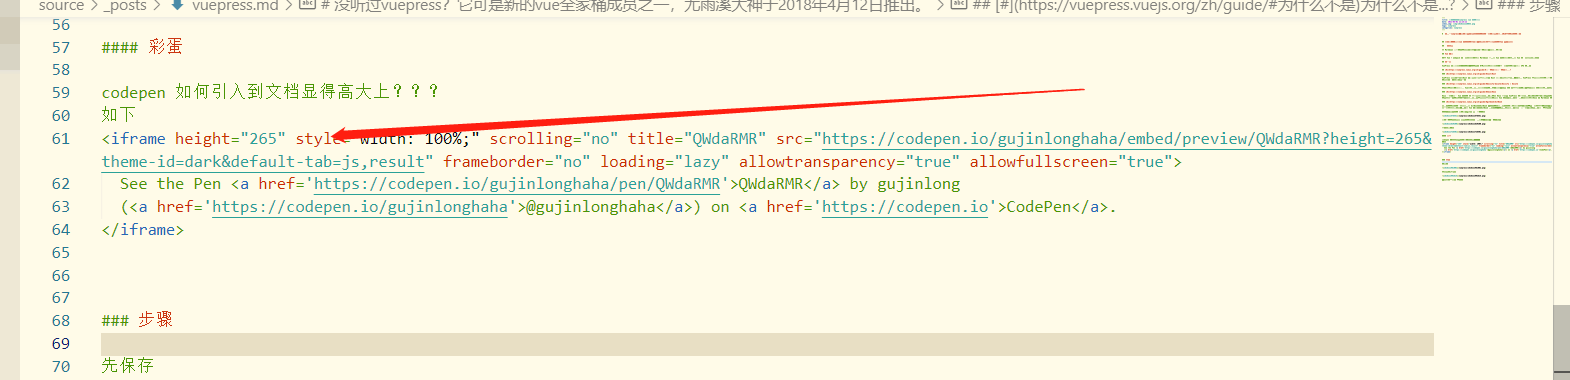 source > _posts > vuepress.md > # 没听过vuepress？它可是新的vue全家桶成员之一，尤雨溪大神于2018年4月12日推出。 > ## [#](https://vuepress.vuejs.org/zh/guide/#为什么不是)为什么不是...? > ### 步骤
56
57 #### 彩蛋
58
59 codepen 如何引入到文档显得高大上？？？
60 如下
61 <iframe height="265" style width: 100%;" scrolling="no" title="QWdaRMR" src="https://codepen.io/gujinlonghaha/embed/preview/QWdaRMR?height=265&
theme-id=dark&default-tab=js,result" frameborder="no" loading="lazy" allowtransparency="true" allowfullscreen="true">
62 See the Pen <a href='https://codepen.io/gujinlonghaha/pen/QWdaRMR'>QWdaRMR</a> by gujinlong
63 (<a href='https://codepen.io/gujinlonghaha'>@gujinlonghaha</a>) on <a href='https://codepen.io'>CodePen</a>.
64 </iframe>
65
66
67
68 ### 步骤
69
70 先保存